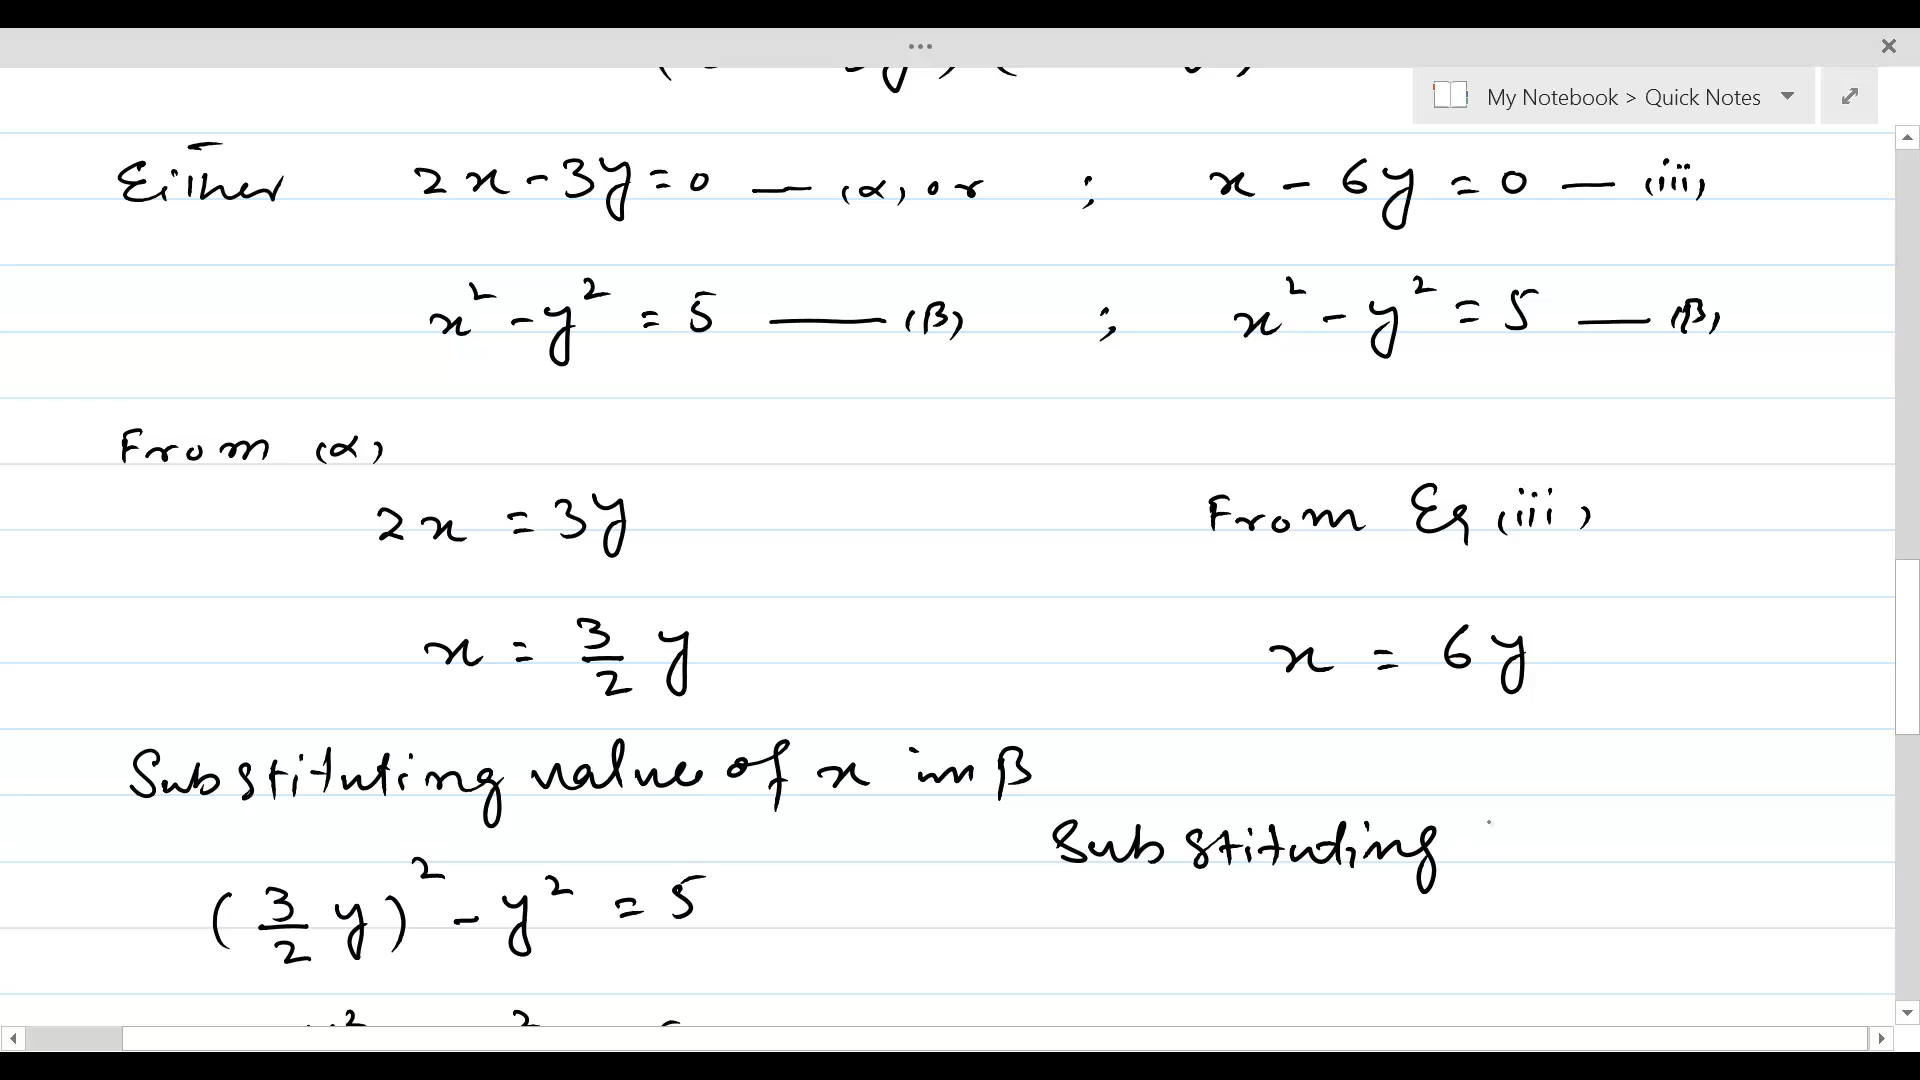 My Notebook > Quick Notes
Either 2x - 3y = 0 — (α) or ; x - 6y = 0 — (iii)
x² - y² = 5 — (β) ; x² - y² = 5 — (β)
From (α)
2x = 3y
From Eq (iii)
x = 3/2 y
x = 6y
Substituting value of x in β
Substituding
(3/2 y)² - y² = 5